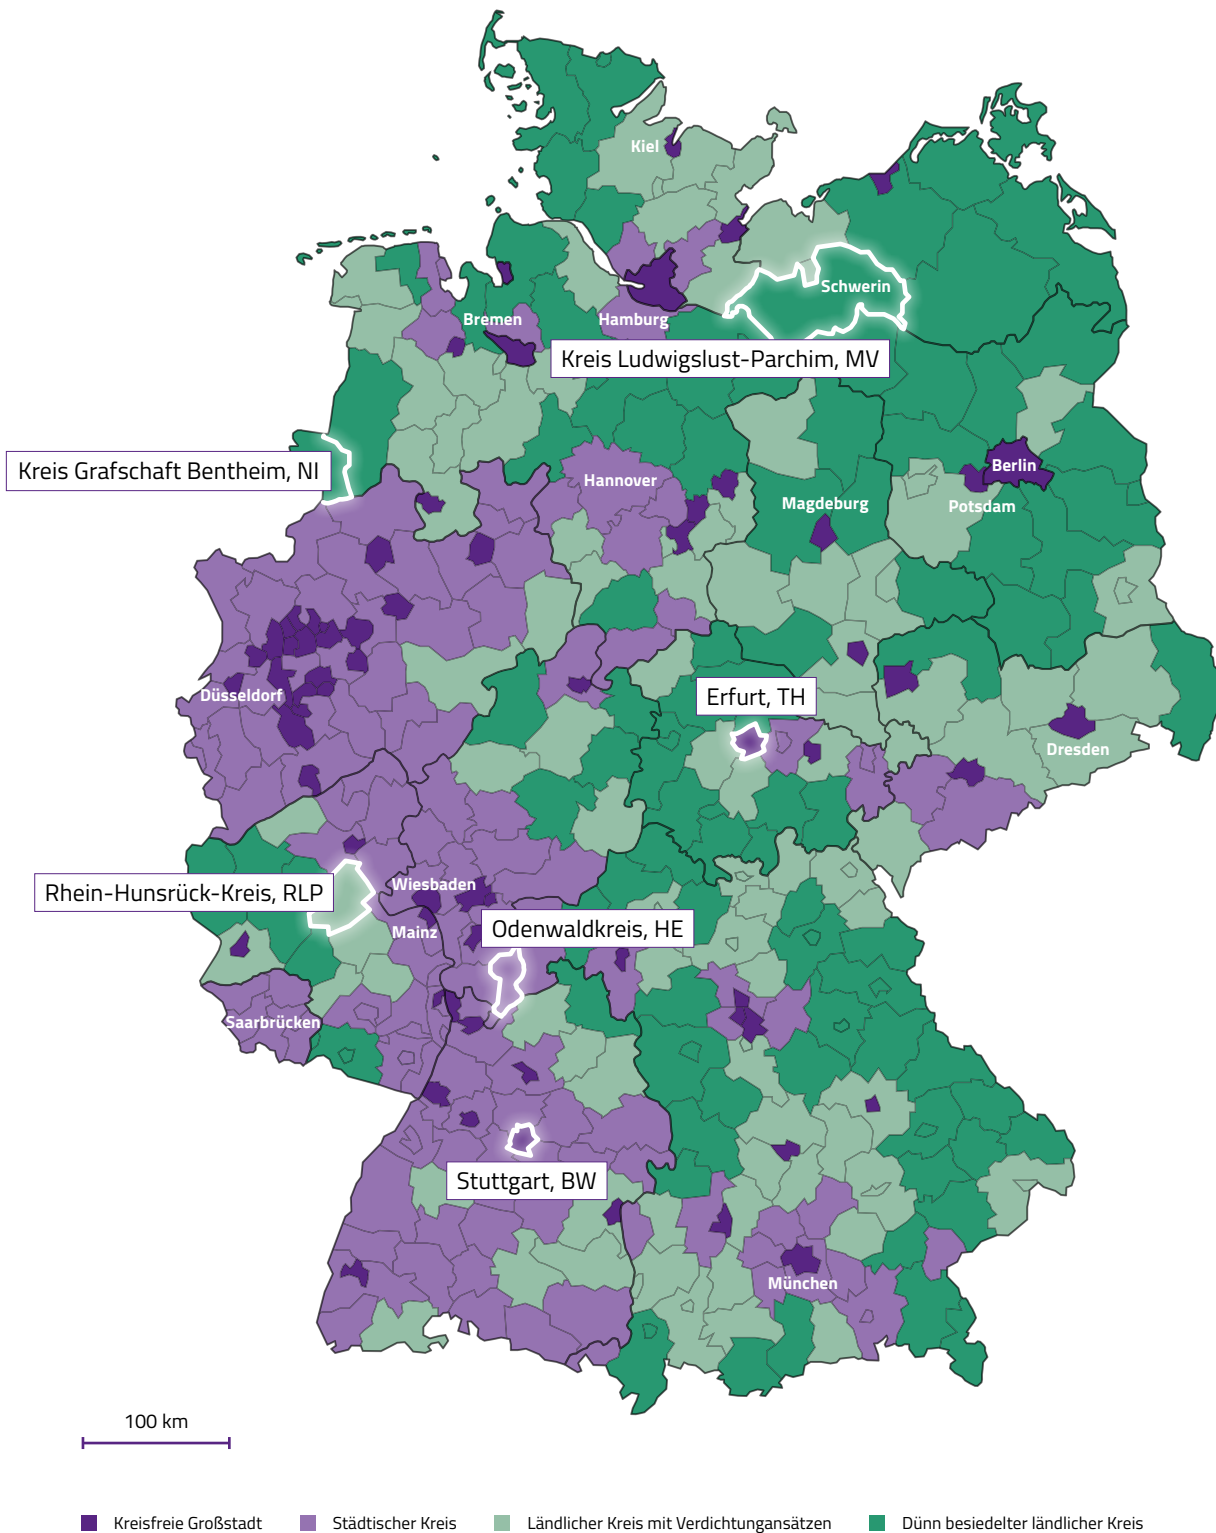 Kiel
Schwerin
Bremen
Hamburg
Kreis Ludwigslust-Parchim, MV
Kreis Grafschaft Bentheim, NI
Hannover
Berlin
Magdeburg
Potsdam
Düsseldorf
Erfurt, TH
Dresden
Rhein-Hunsrück-Kreis, RLP
Wiesbaden
Mainz
Odenwaldkreis, HE
Saarbrücken
Stuttgart, BW
München
100 km
Kreisfreie Großstadt
Städtischer Kreis
Ländlicher Kreis mit Verdichtungansätzen
Dünn besiedelter ländlicher Kreis